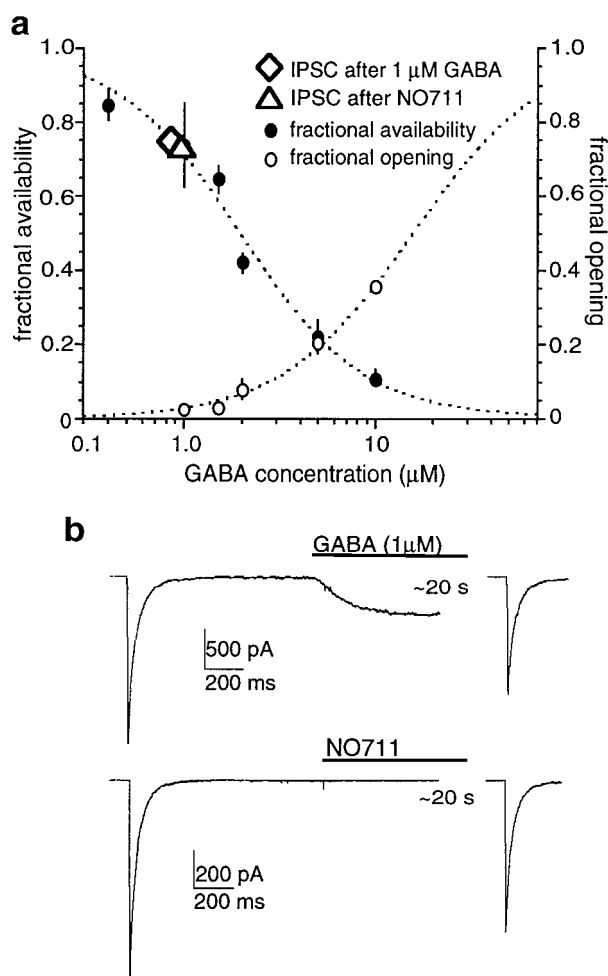 a
1.0
0.8
0.6
0.4
0.2
0
fractional availability
1.0
0.8
0.6
0.4
0.2
0
fractional opening
IPSC after 1 μM GABA
IPSC after NO711
fractional availability
fractional opening
0.1
1.0
10
GABA concentration (μM)
b
GABA (1μM)
~20 s
500 pA
200 ms
NO711
~20 s
200 pA
200 ms